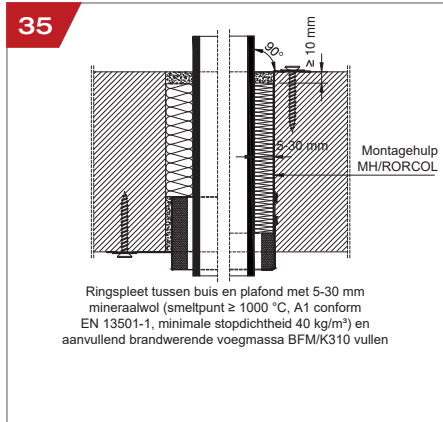 35
90°
≥ 10 mm
5-30 mm
Montagehulp
MH/RORCOL
Ringspleet tussen buis en plafond met 5-30 mm
mineraalwol (smeltpunt ≥ 1000 °C, A1 conform
EN 13501-1, minimale stopdichtheid 40 kg/m³) en
aanvullend brandwerende voegmassa BFM/K310 vullen